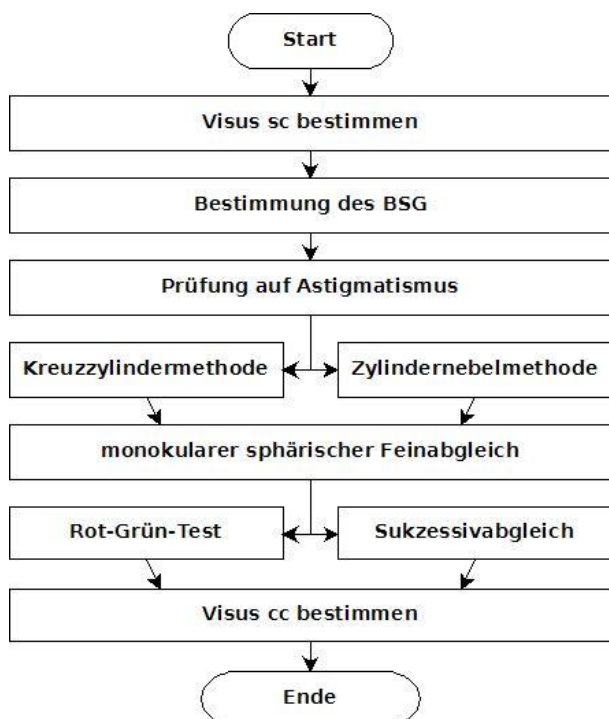 Start
Visus sc bestimmen
Bestimmung des BSG
Prüfung auf Astigmatismus
Kreuzzylindermethode
Zylindernebelmethode
monokularer sphärischer Feinabgleich
Rot-Grün-Test
Sukzessivabgleich
Visus cc bestimmen
Ende